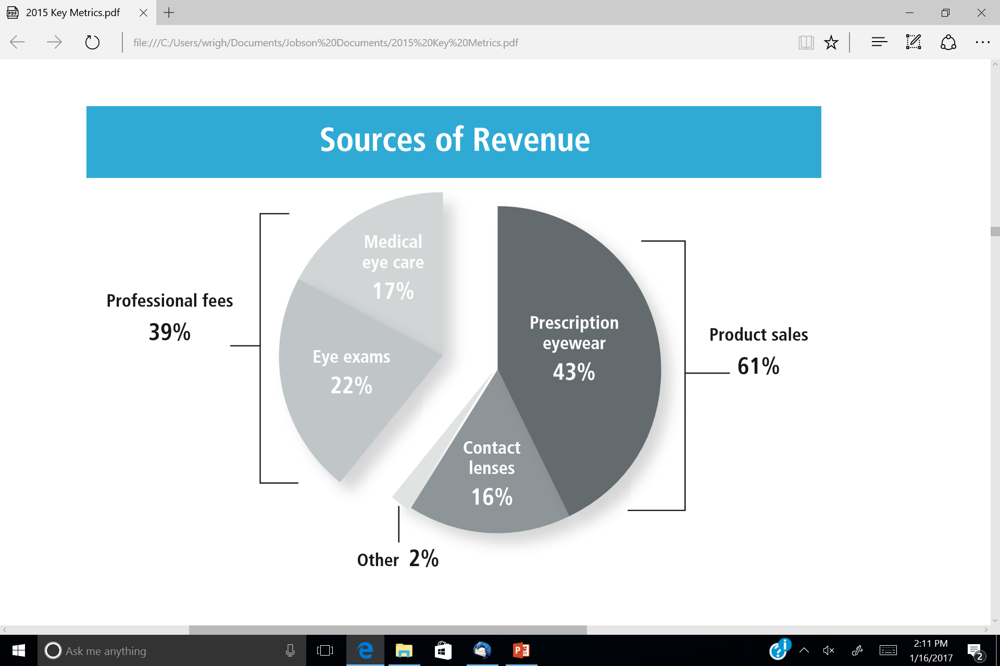 2015 Key Metrics.pdf
file:///C:/Users/wrigh/Documents/Jobson%20Documents/2015%20Key%20Metrics.pdf
Sources of Revenue
Medical
eye care
17%
Professional fees
39%
Eye exams
22%
Prescription
eyewear
43%
Product sales
61%
Contact
lenses
16%
Other 2%
Ask me anything
2:11 PM
1/16/2017
2